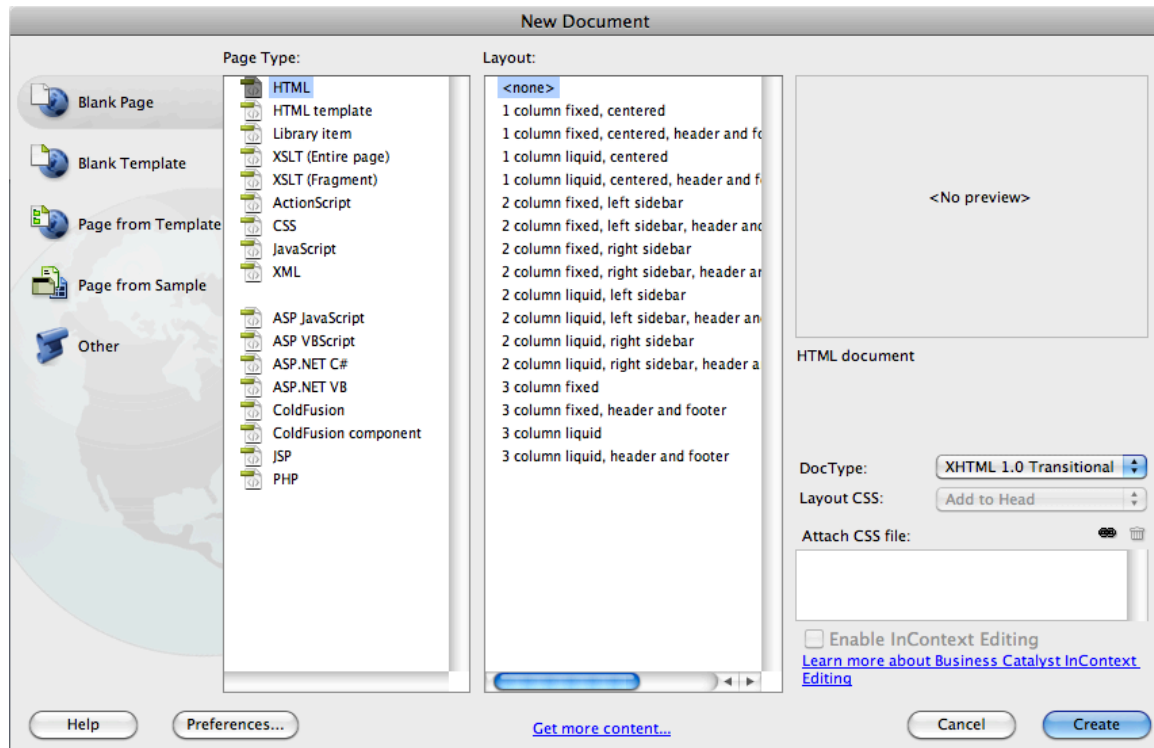 New Document
Page Type:
Layout:
Blank Page
Blank Template
Page from Template
Page from Sample
Other
HTML
HTML template
Library item
XSLT (Entire page)
XSLT (Fragment)
ActionScript
CSS
JavaScript
XML
ASP JavaScript
ASP VBScript
ASP.NET C#
ASP.NET VB
ColdFusion
ColdFusion component
JSP
PHP
<none>
1 column fixed, centered
1 column fixed, centered, header and fo
1 column liquid, centered
1 column liquid, centered, header and f
2 column fixed, left sidebar
2 column fixed, left sidebar, header and
2 column fixed, right sidebar
2 column fixed, right sidebar, header ar
2 column liquid, left sidebar
2 column liquid, left sidebar, header an
2 column liquid, right sidebar
2 column liquid, right sidebar, header a
3 column fixed
3 column fixed, header and footer
3 column liquid
3 column liquid, header and footer
<No preview>
HTML document
DocType: XHTML 1.0 Transitional
Layout CSS: Add to Head
Attach CSS file:
Enable InContext Editing
Learn more about Business Catalyst InContext
Editing
Help
Preferences...
Get more content...
Cancel
Create